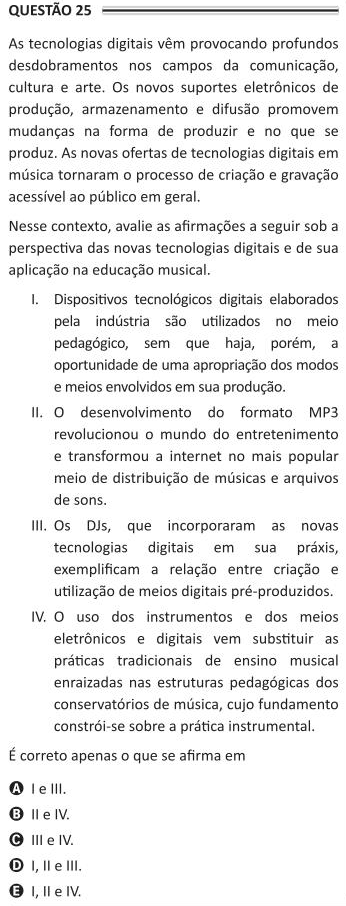 QUESTÃO 25
As tecnologias digitais vêm provocando profundos
desdobramentos nos campos da comunicação,
cultura e arte. Os novos suportes eletrônicos de
produção, armazenamento e difusão promovem
mudanças na forma de produzir e no que se
produz. As novas ofertas de tecnologias digitais em
música tornaram o processo de criação e gravação
acessível ao público em geral.
Nesse contexto, avalie as afirmações a seguir sob a
perspectiva das novas tecnologias digitais e de sua
aplicação na educação musical.
I. Dispositivos tecnológicos digitais elaborados
pela indústria são utilizados no meio
pedagógico, sem que haja, porém, a
oportunidade de uma apropriação dos modos
e meios envolvidos em sua produção.
II. O desenvolvimento do formato MP3
revolucionou o mundo do entretenimento
e transformou a internet no mais popular
meio de distribuição de músicas e arquivos
de sons.
III. Os DJs, que incorporaram as novas
tecnologias digitais em sua práxis,
exemplificam a relação entre criação e
utilização de meios digitais pré-produzidos.
IV. O uso dos instrumentos e dos meios
eletrônicos e digitais vem substituir as
práticas tradicionais de ensino musical
enraizadas nas estruturas pedagógicas dos
conservatórios de música, cujo fundamento
constrói-se sobre a prática instrumental.
É correto apenas o que se afirma em
A I e III.
B II e IV.
C III e IV.
D I, II e III.
E I, II e IV.